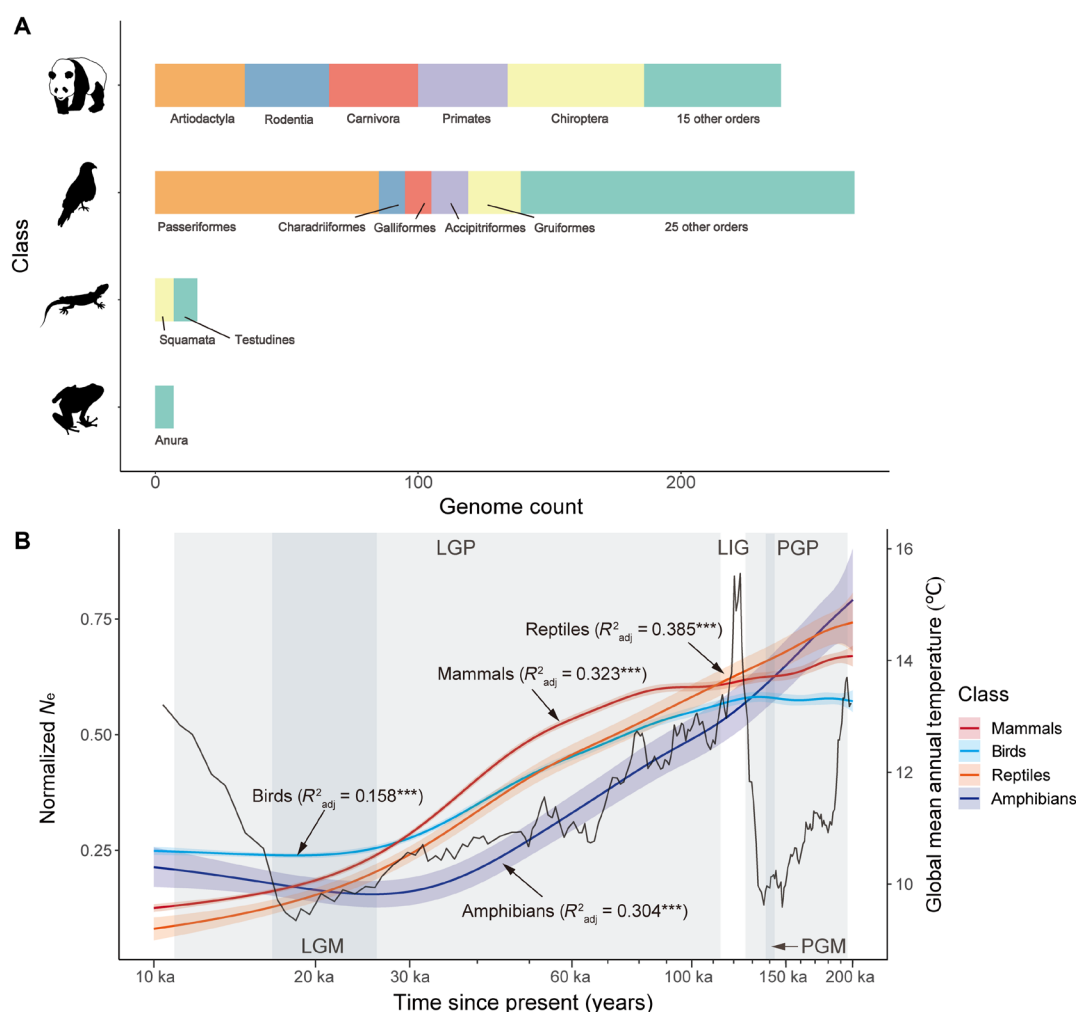 A
Class
Artiodactyla Rodentia Carnivora Primates Chiroptera 15 other orders
Passeriformes Charadriiformes Galliformes Accipitriformes Gruiformes 25 other orders
Squamata Testudines
Anura
0 100 200
Genome count
B
LGP LIG PGP
Normalized Ne
0.75
0.50
0.25
Reptiles (R²adj = 0.385***)
Mammals (R²adj = 0.323***)
Birds (R²adj = 0.158***)
Amphibians (R²adj = 0.304***)
LGM
PGM
16
14
12
10
Global mean annual temperature (℃)
Class
Mammals
Birds
Reptiles
Amphibians
10 ka 20 ka 30 ka 60 ka 100 ka 150 ka 200 ka
Time since present (years)